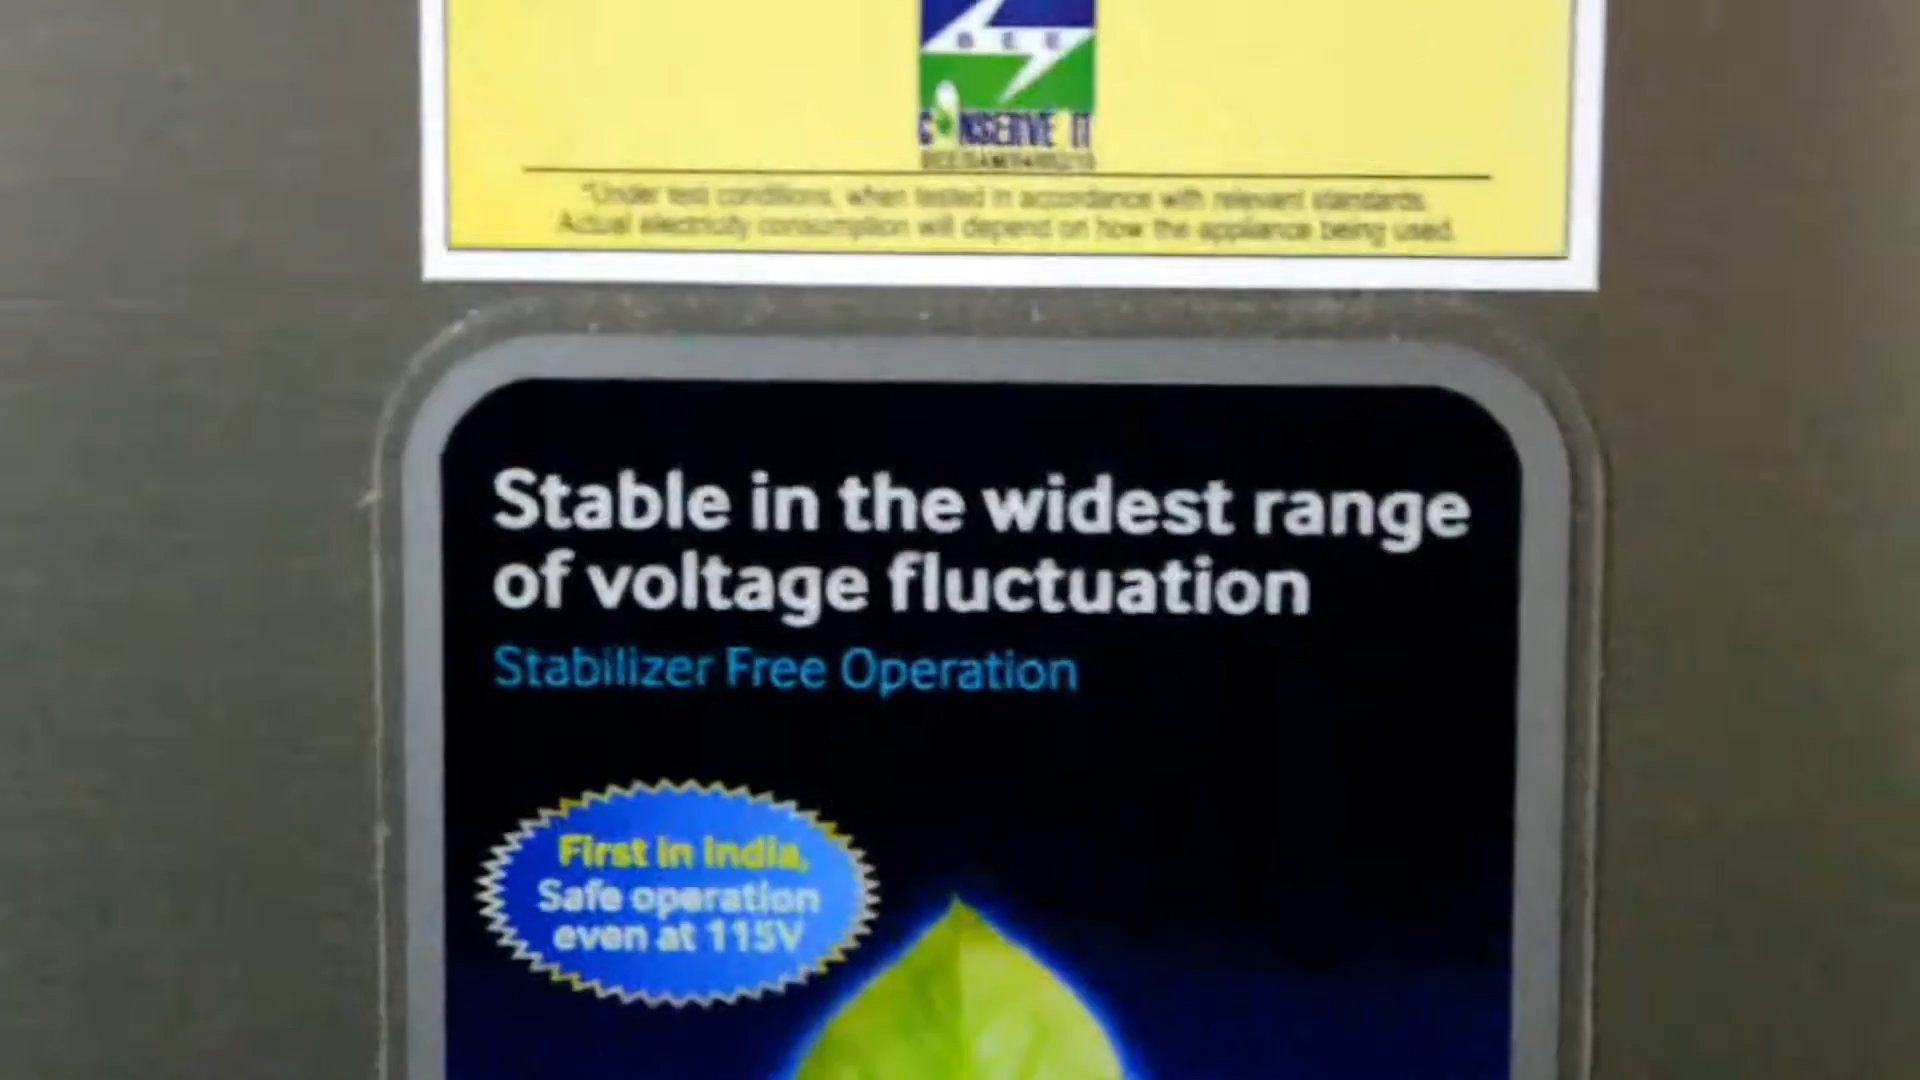 BEE
CONSERVE IT
*Under test conditions, when tested in accordance with relevant standards.
Actual electricity consumption will depend on how the appliance being used.
Stable in the widest range
of voltage fluctuation
Stabilizer Free Operation
First in India,
Safe operation
even at 115V